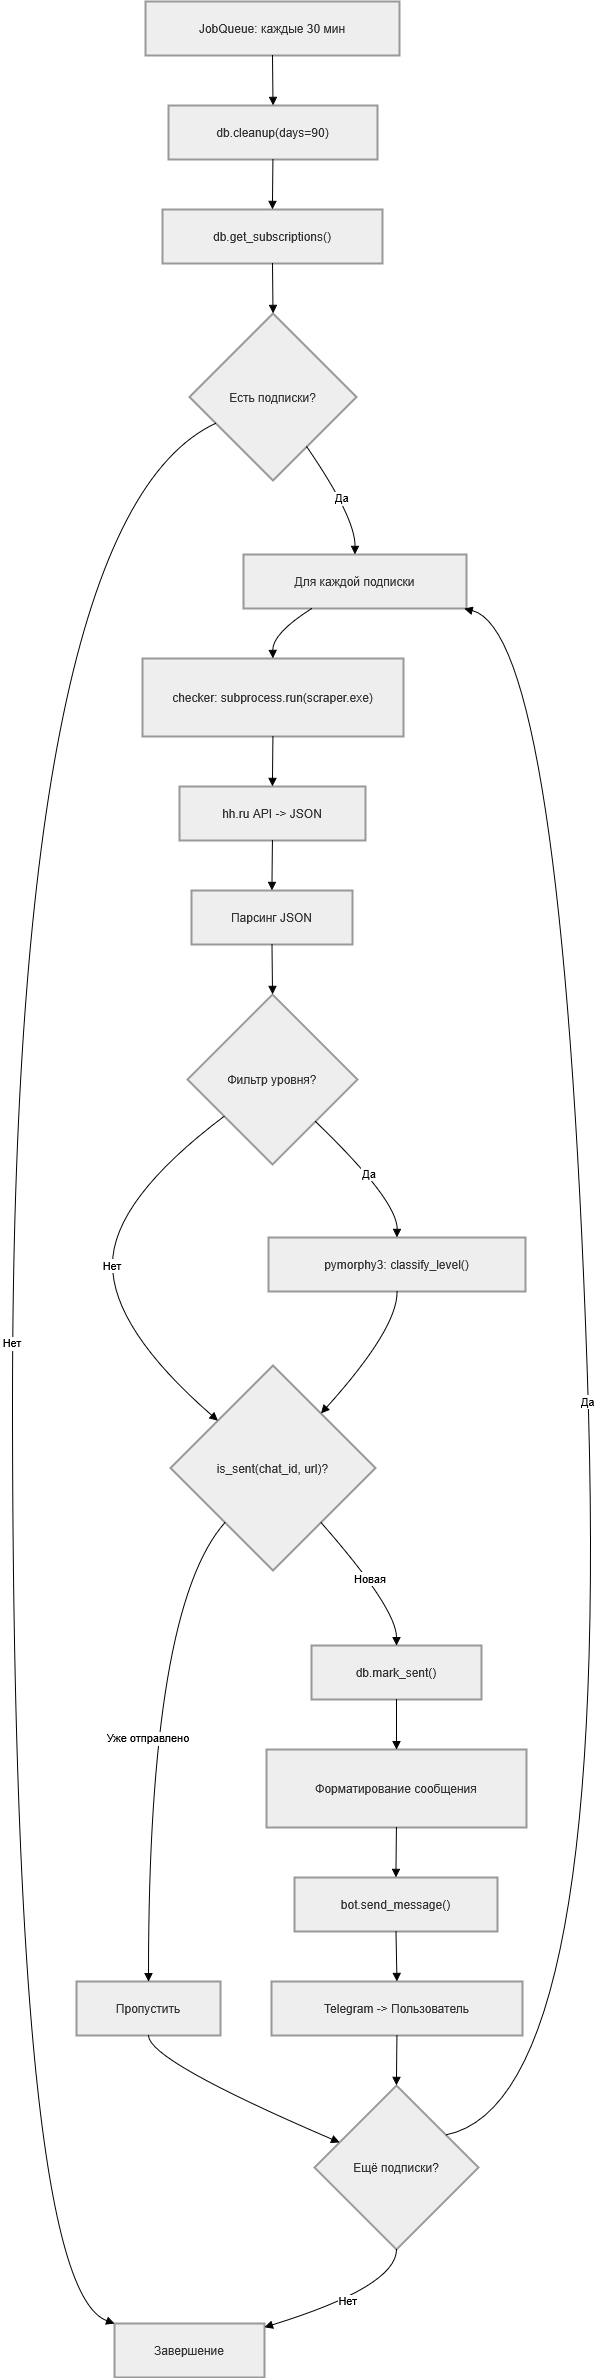 JobQueue: каждые 30 мин
db.cleanup(days=90)
db.get_subscriptions()
Есть подписки?
Да
Для каждой подписки
checker: subprocess.run(scraper.exe)
hh.ru API -> JSON
Парсинг JSON
Фильтр уровня?
Да
Нет
pymorphy3: classify_level()
Нет
Да
is_sent(chat_id, url)?
Новая
db.mark_sent()
Уже отправлено
Форматирование сообщения
bot.send_message()
Пропустить
Telegram -> Пользователь
Ещё подписки?
Нет
Завершение